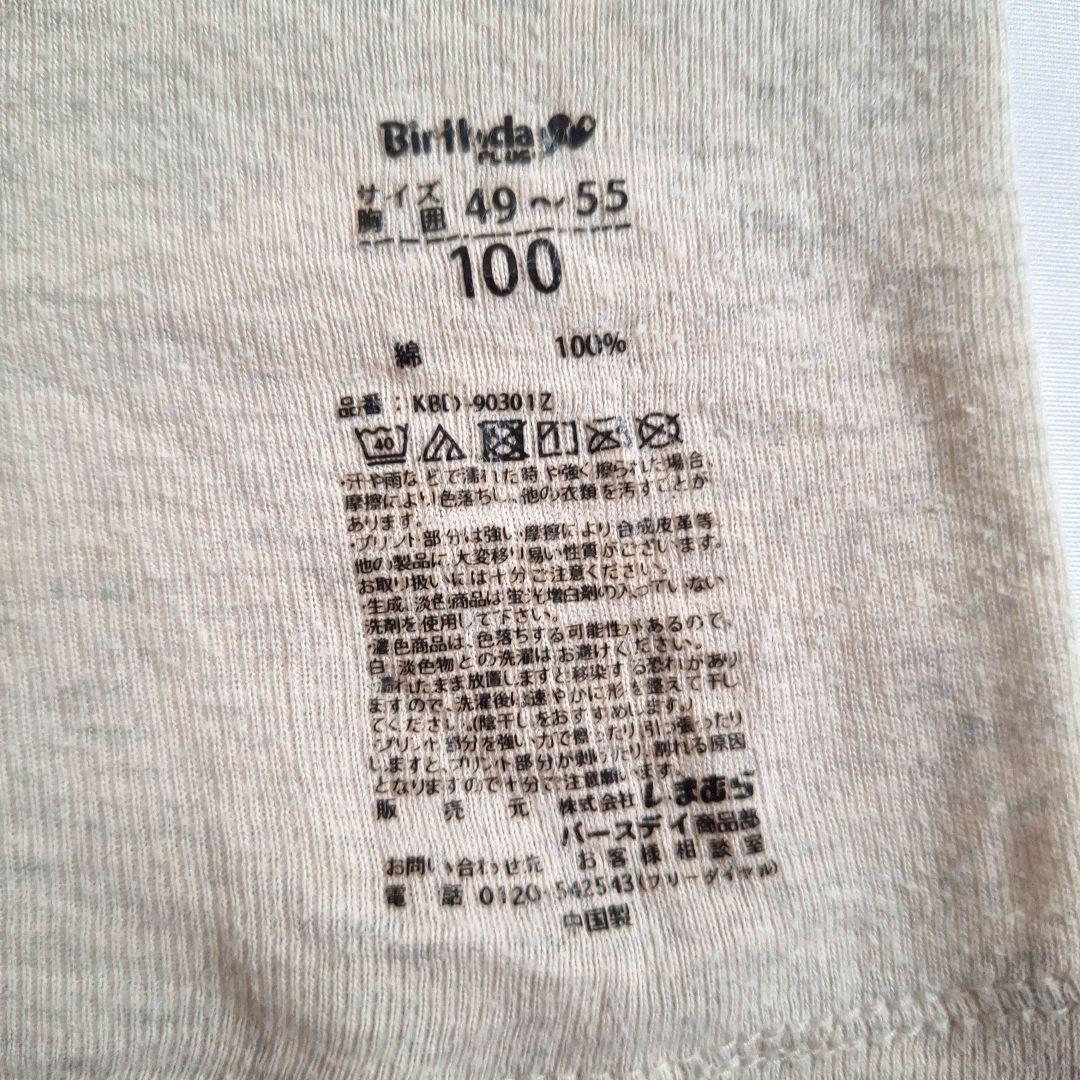 Birthday
PLUS
サイズ
胸囲 49～55
100
綿 100%
品番：KBD-90301Z
40
・汗や雨などで濡れた時や強く擦られた場合、
摩擦により色落ちし、他の衣類を汚すことが
あります。
・プリント部分は強い摩擦により合成皮革等
他の製品に大変移り易い性質がございます。
お取り扱いには十分ご注意ください。
・生成、淡色商品は蛍光増白剤の入っていない
洗剤を使用して下さい。
・濃色商品は、色落ちする可能性があるので、
白、淡色物との洗濯はお避けください。
・濡れたまま放置しますと移染する恐れがあり
ますので、洗濯後は速やかに形を整えて干し
てください。(陰干しをおすすめします。)
・プリント部分を強い力で擦ったり引っ張ったり
しますと、プリント部分が剥がれたり、割れる原因
となりますので十分ご注意願います。
販売元 株式会社しまむら
バースデイ商品部
お問い合わせ先 お客様相談室
電話 0120-542543(フリーダイヤル)
中国製